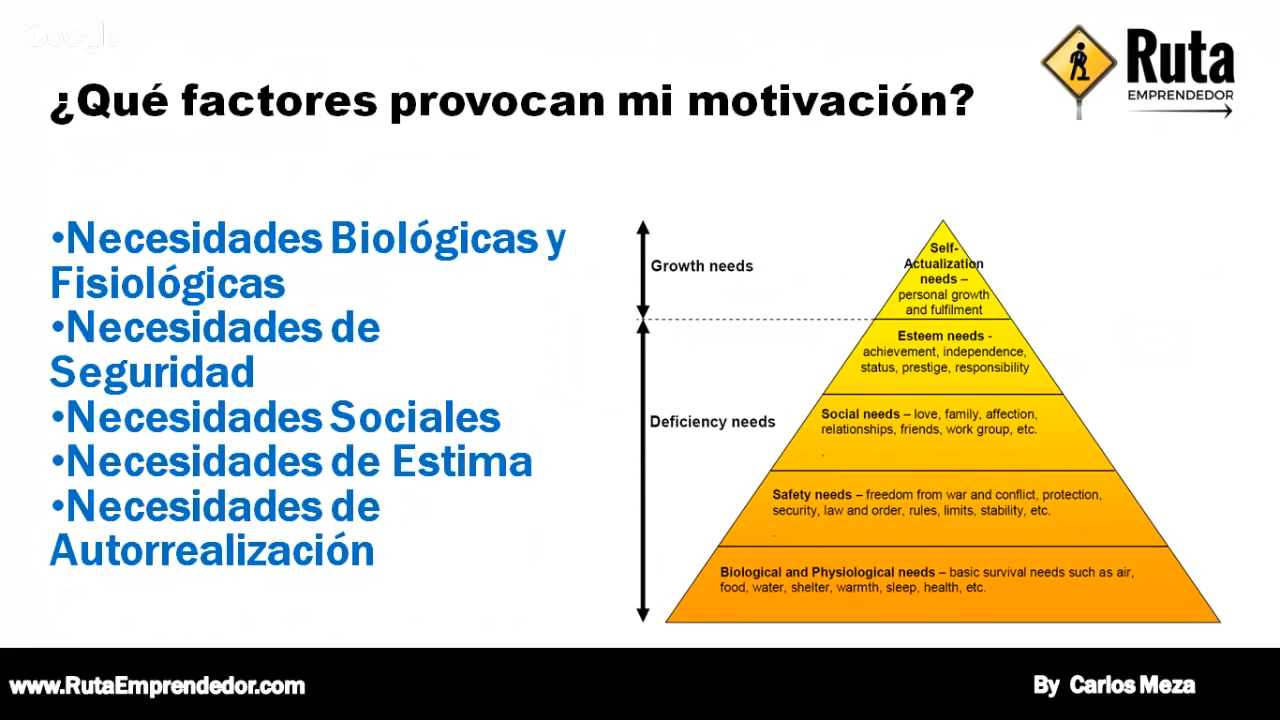 Google
¿Qué factores provocan mi motivación?
Ruta
EMPRENDEDOR
•Necesidades Biológicas y
Fisiológicas
•Necesidades de
Seguridad
•Necesidades Sociales
•Necesidades de Estima
•Necesidades de
Autorrealización
Growth needs
Deficiency needs
Self-
Actualization
needs –
personal growth
and fulfilment
Esteem needs -
achievement, independence,
status, prestige, responsibility
Social needs – love, family, affection,
relationships, friends, work group, etc.
.
Safety needs – freedom from war and conflict, protection,
security, law and order, rules, limits, stability, etc.
.
Biological and Physiological needs – basic survival needs such as air,
food, water, shelter, warmth, sleep, health, etc.
www.RutaEmprendedor.com
By Carlos Meza